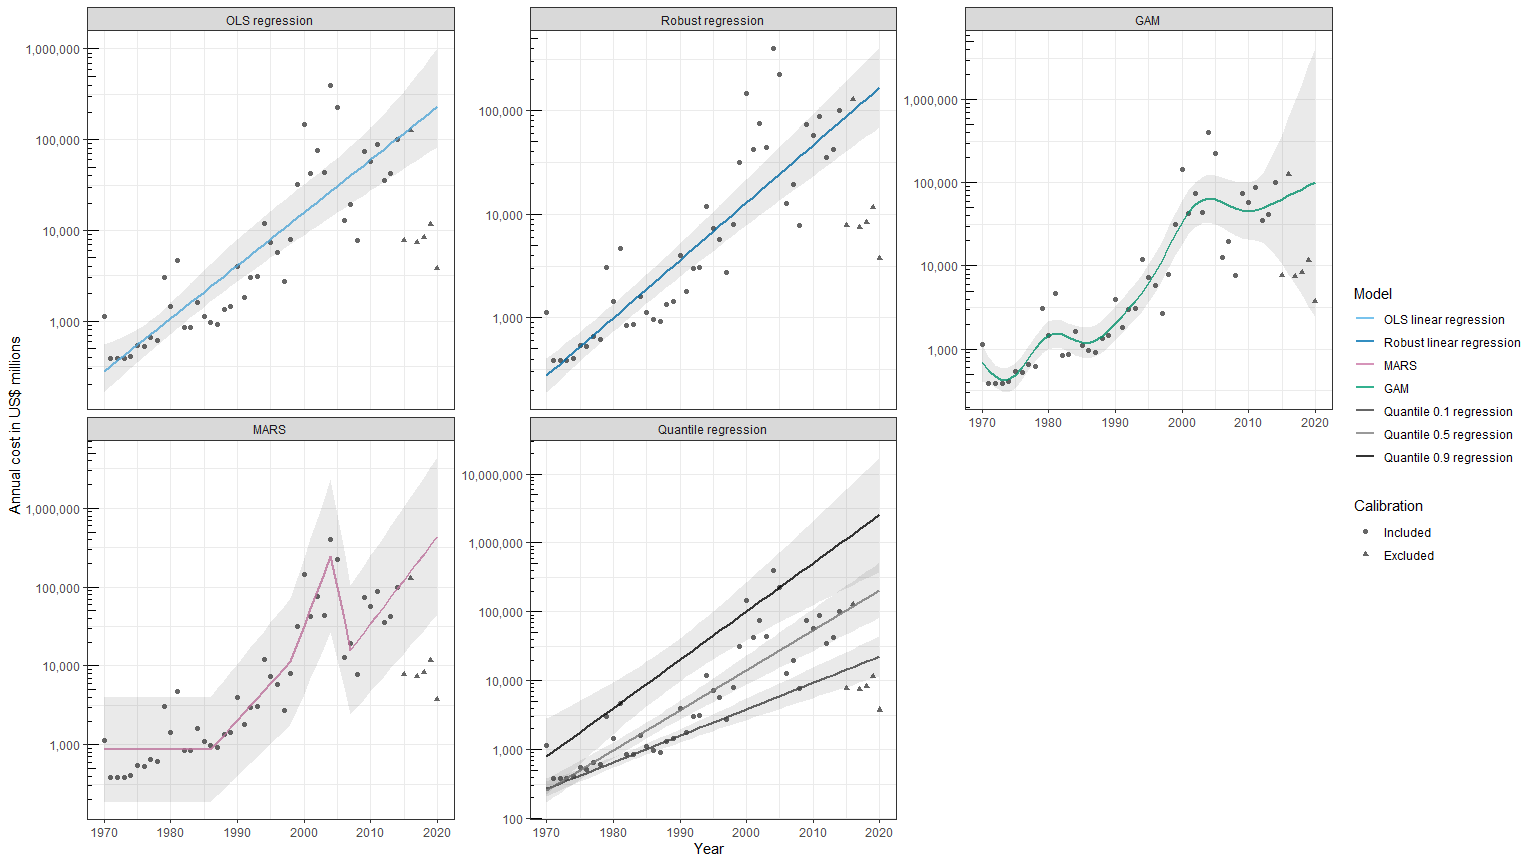 OLS regression
Robust regression
GAM
1,000,000
100,000
10,000
1,000
100,000
10,000
1,000
1,000,000
100,000
10,000
1,000
1970 1980 1990 2000 2010 2020
MARS
Quantile regression
1,000,000
100,000
10,000
1,000
10,000,000
1,000,000
100,000
10,000
1,000
100
1970 1980 1990 2000 2010 2020
1970 1980 1990 2000 2010 2020
Annual cost in US$ millions
Year
Model
OLS linear regression
Robust linear regression
MARS
GAM
Quantile 0.1 regression
Quantile 0.5 regression
Quantile 0.9 regression
Calibration
Included
Excluded